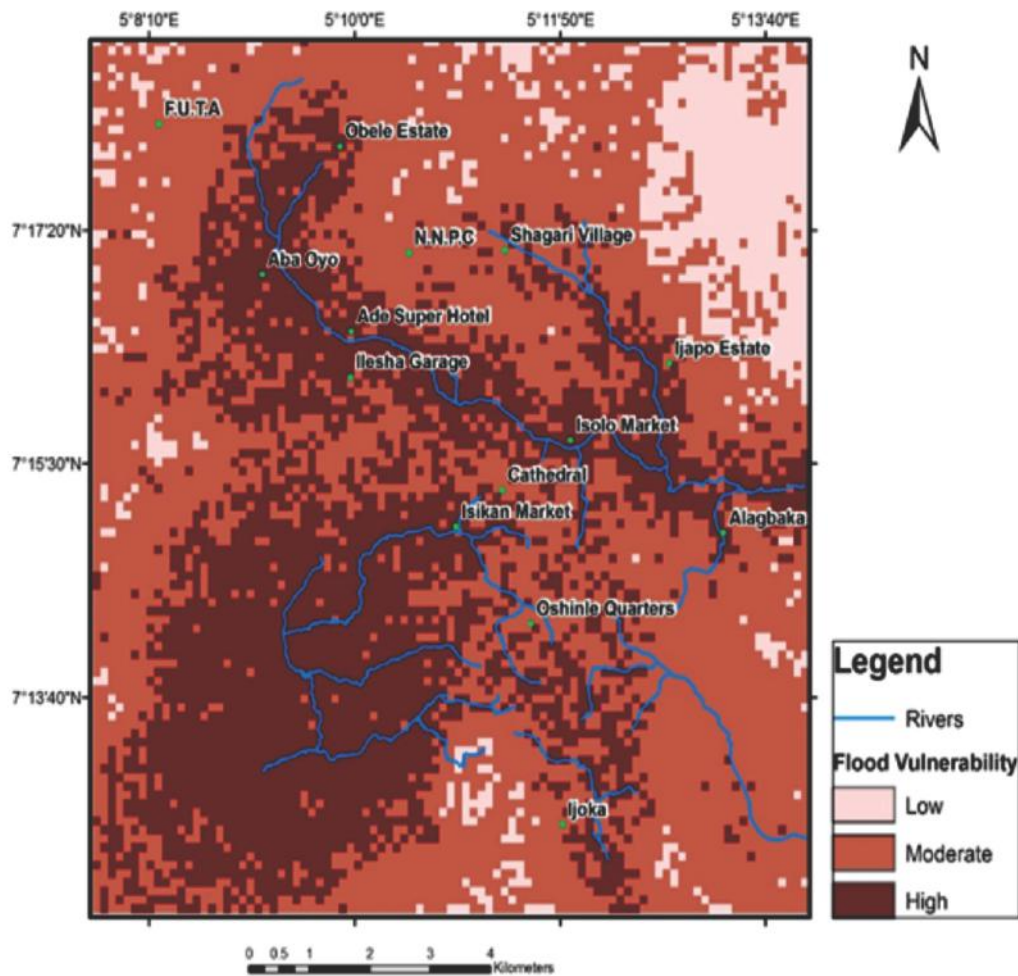 5°8'10"E 5°10'0"E 5°11'50"E 5°13'40"E
N
F.U.T.A
Obele Estate
7°17'20"N
N.N.P.C
Shagari Village
Aba Oyo
Ade Super Hotel
Ilesha Garage
Ijapo Estate
Isolo Market
7°15'30"N
Cathedral
Isikan Market
Alagbaka
Oshinle Quarters
7°13'40"N
Ijoka
Legend
Rivers
Flood Vulnerability
Low
Moderate
High
0 0.5 1 2 3 4
Kilometers